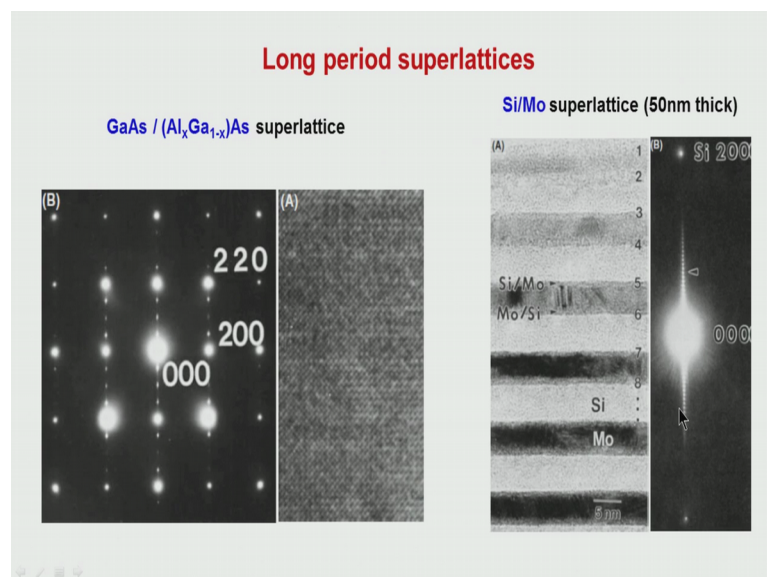 Long period superlattices
GaAs / (AlxGa1-x)As superlattice
(B)
220
200
000
(A)
Si/Mo superlattice (50nm thick)
(A)
1
2
3
4
Si/Mo
5
Mo/Si
6
7
8
Si
Mo
5 nm
(B)
Si 200
000